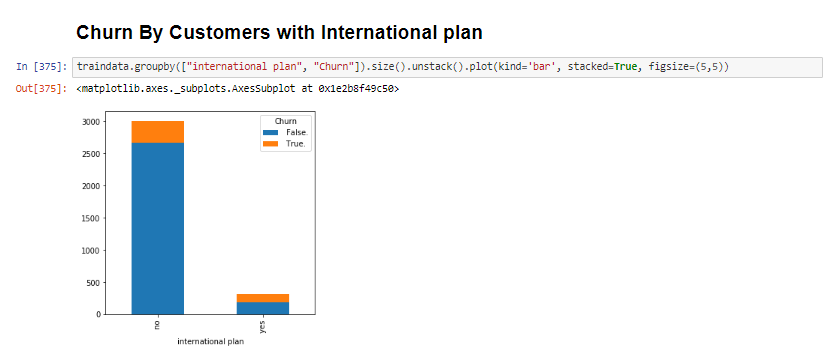 Churn By Customers with International plan
In [375]: traindata.groupby(["international plan", "Churn"]).size().unstack().plot(kind='bar', stacked=True, figsize=(5,5))
Out[375]: <matplotlib.axes._subplots.AxesSubplot at 0x1e2b8f49c50>
Churn
False.
True.
3000
2500
2000
1500
1000
500
0
no
yes
international plan